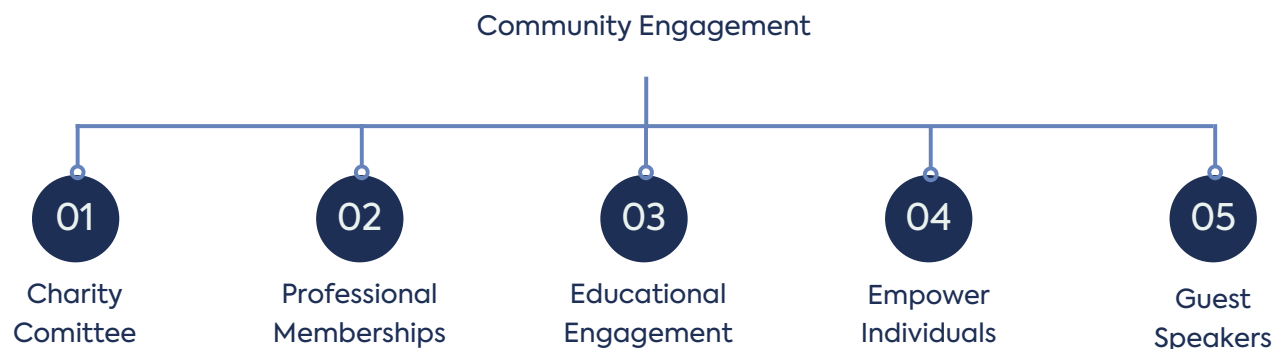 Community Engagement
01
02
03
04
05
Charity
Comittee
Professional
Memberships
Educational
Engagement
Empower
Individuals
Guest
Speakers